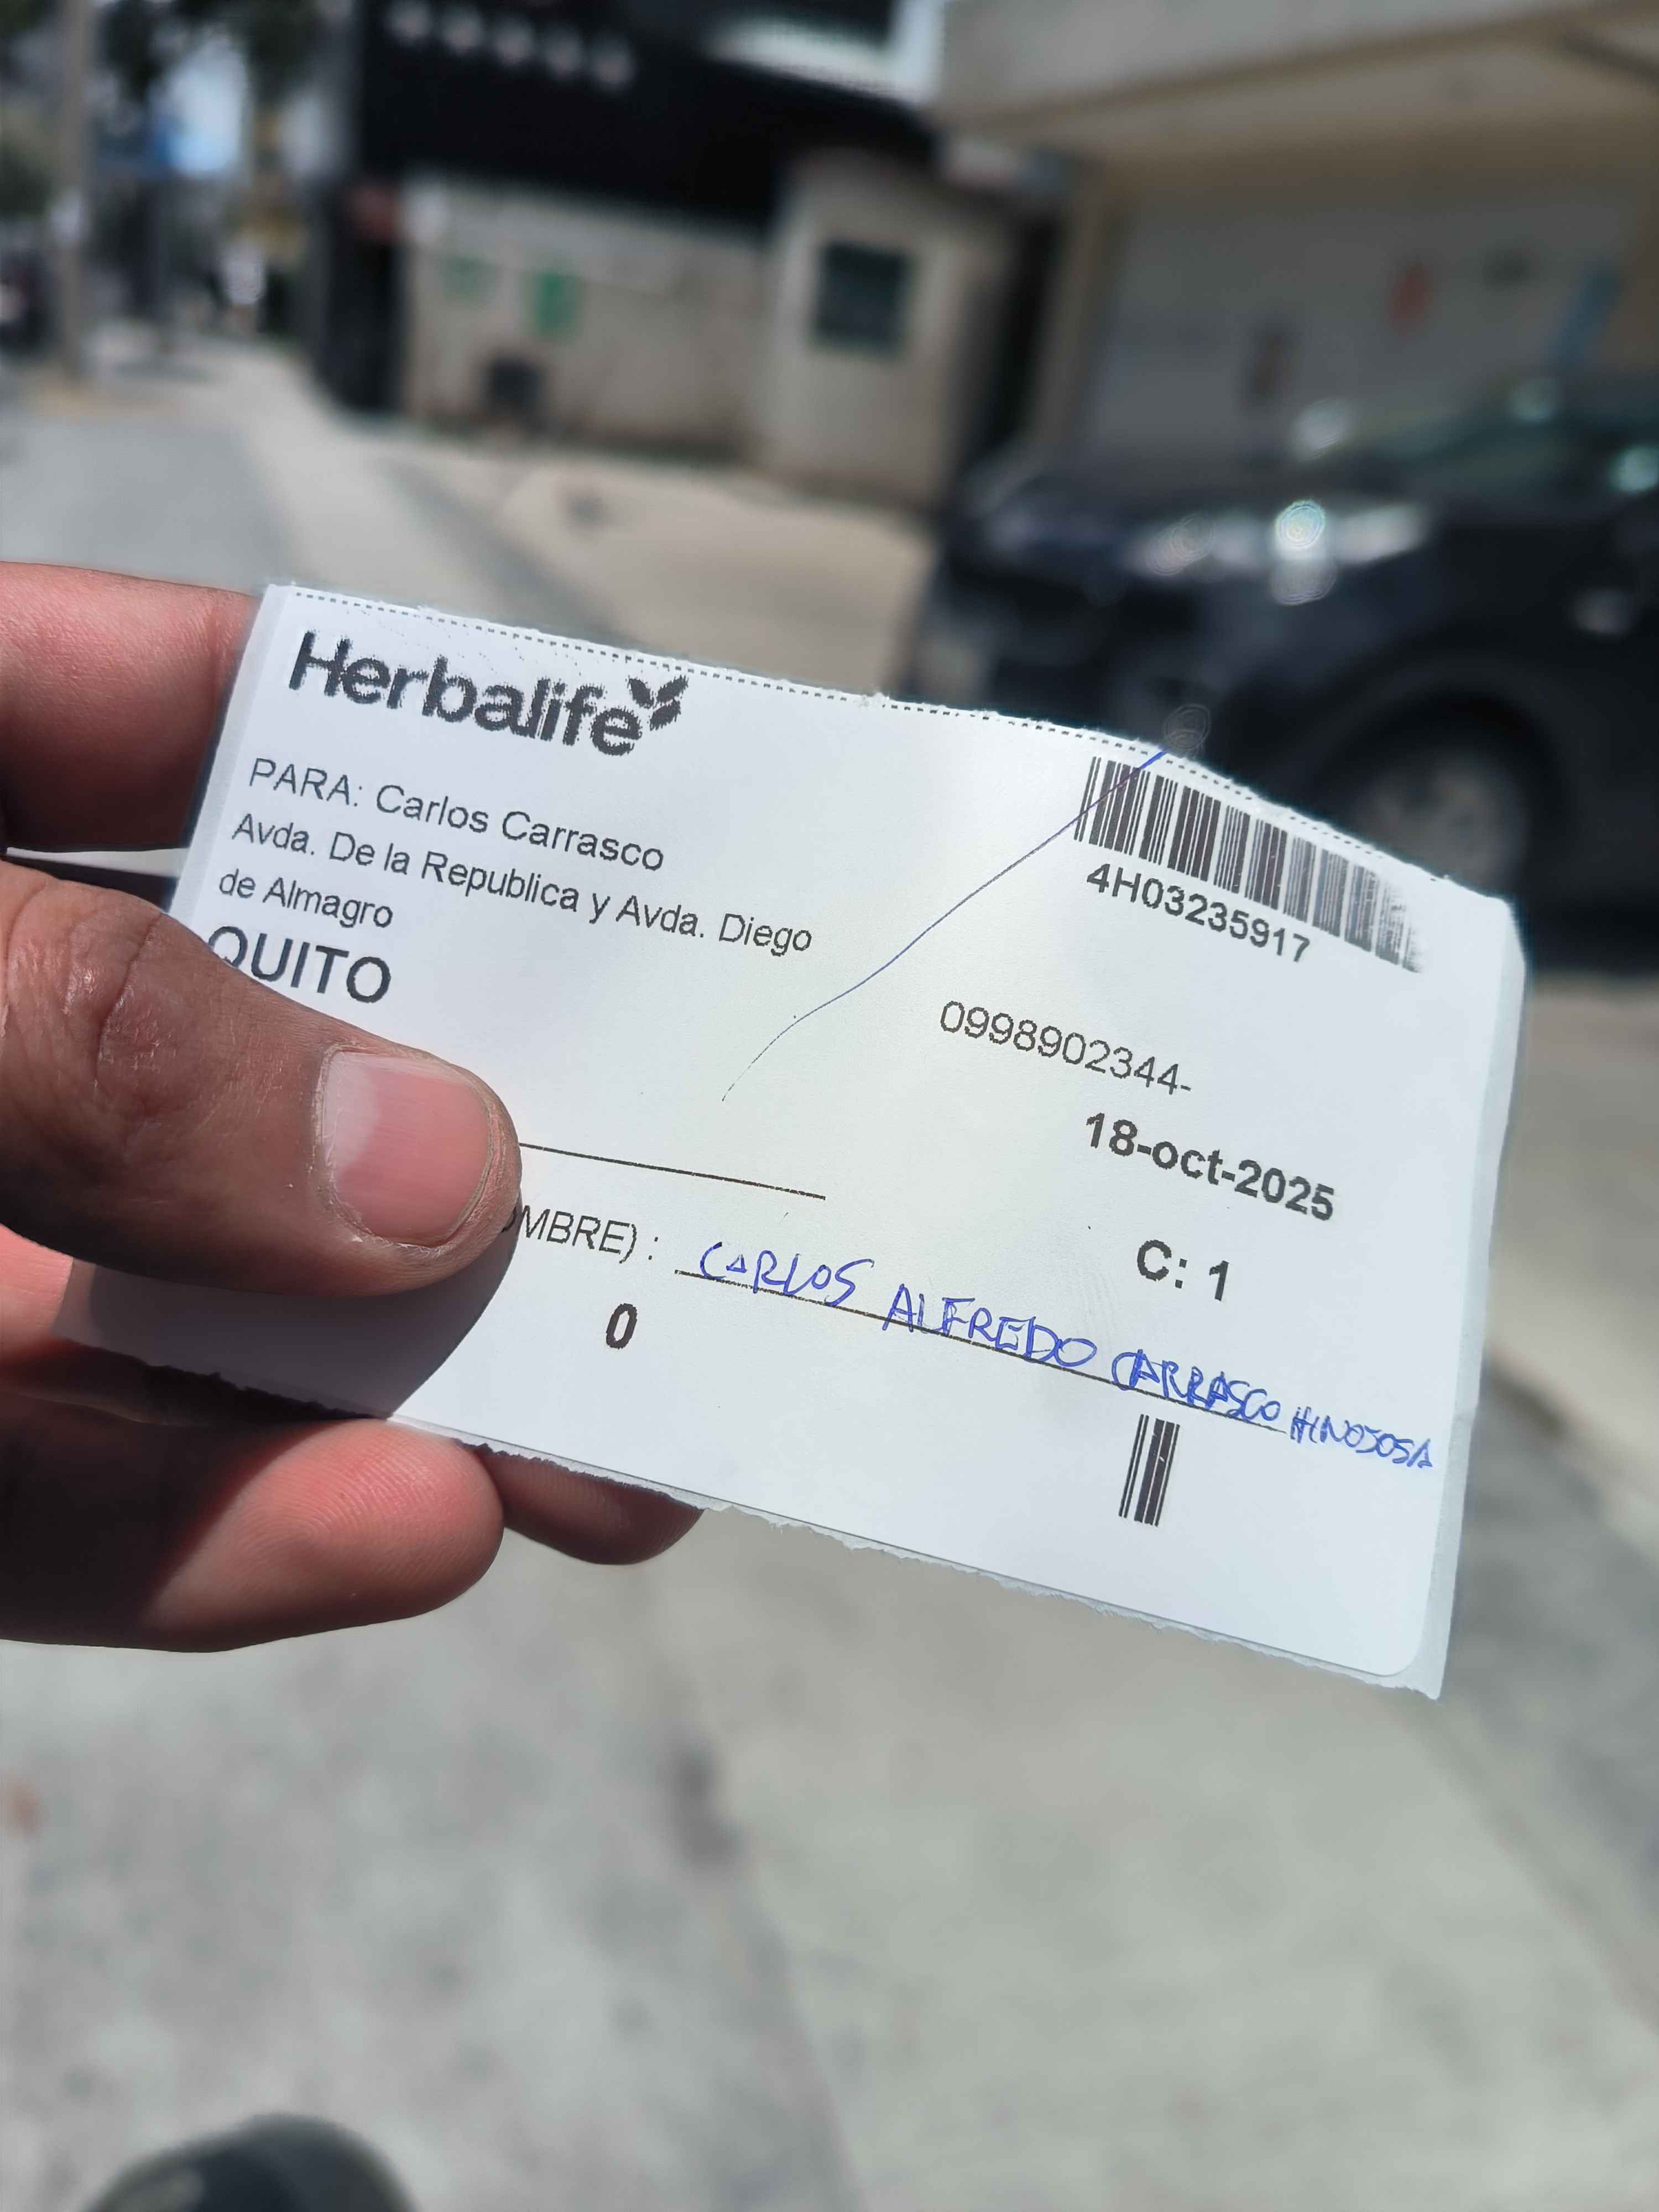 Herbalife
PARA: Carlos Carrasco
Avda. De la Republica y Avda. Diego
de Almagro
QUITO
4H03235917
0998902344-
18-oct-2025
C: 1
OMBRE) : CARLOS ALFREDO CARRASCO HINOJOSA
0